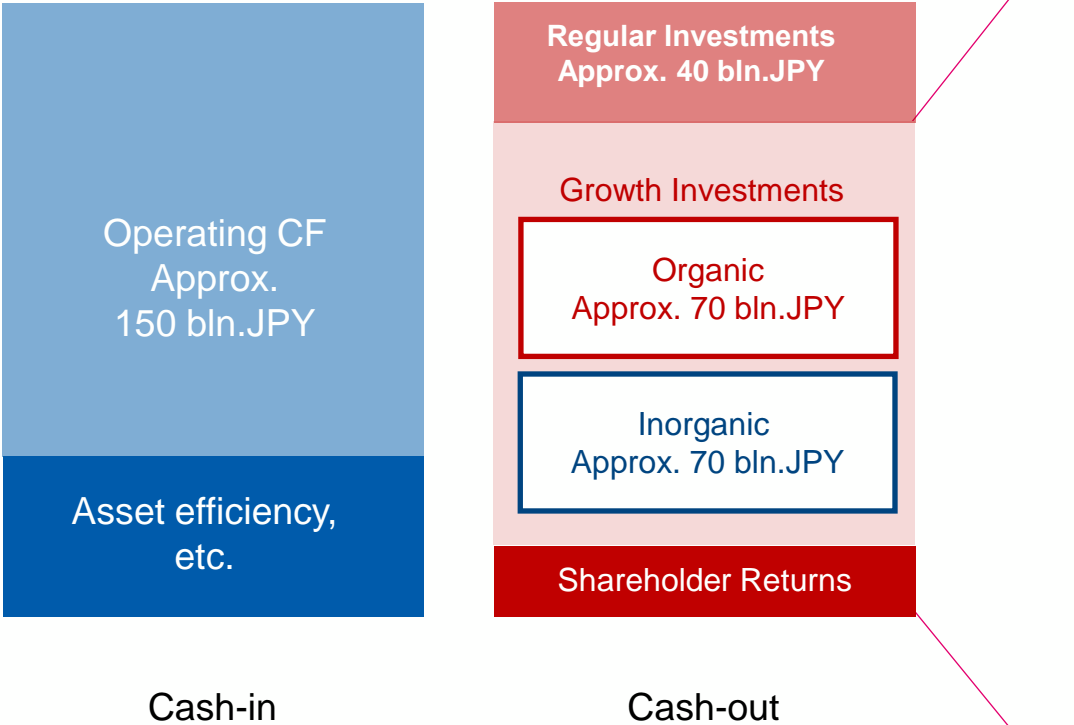 Operating CF
Approx.
150 bln.JPY
Asset efficiency,
etc.
Cash-in
Regular Investments
Approx. 40 bln.JPY
Growth Investments
Organic
Approx. 70 bln.JPY
Inorganic
Approx. 70 bln.JPY
Shareholder Returns
Cash-out